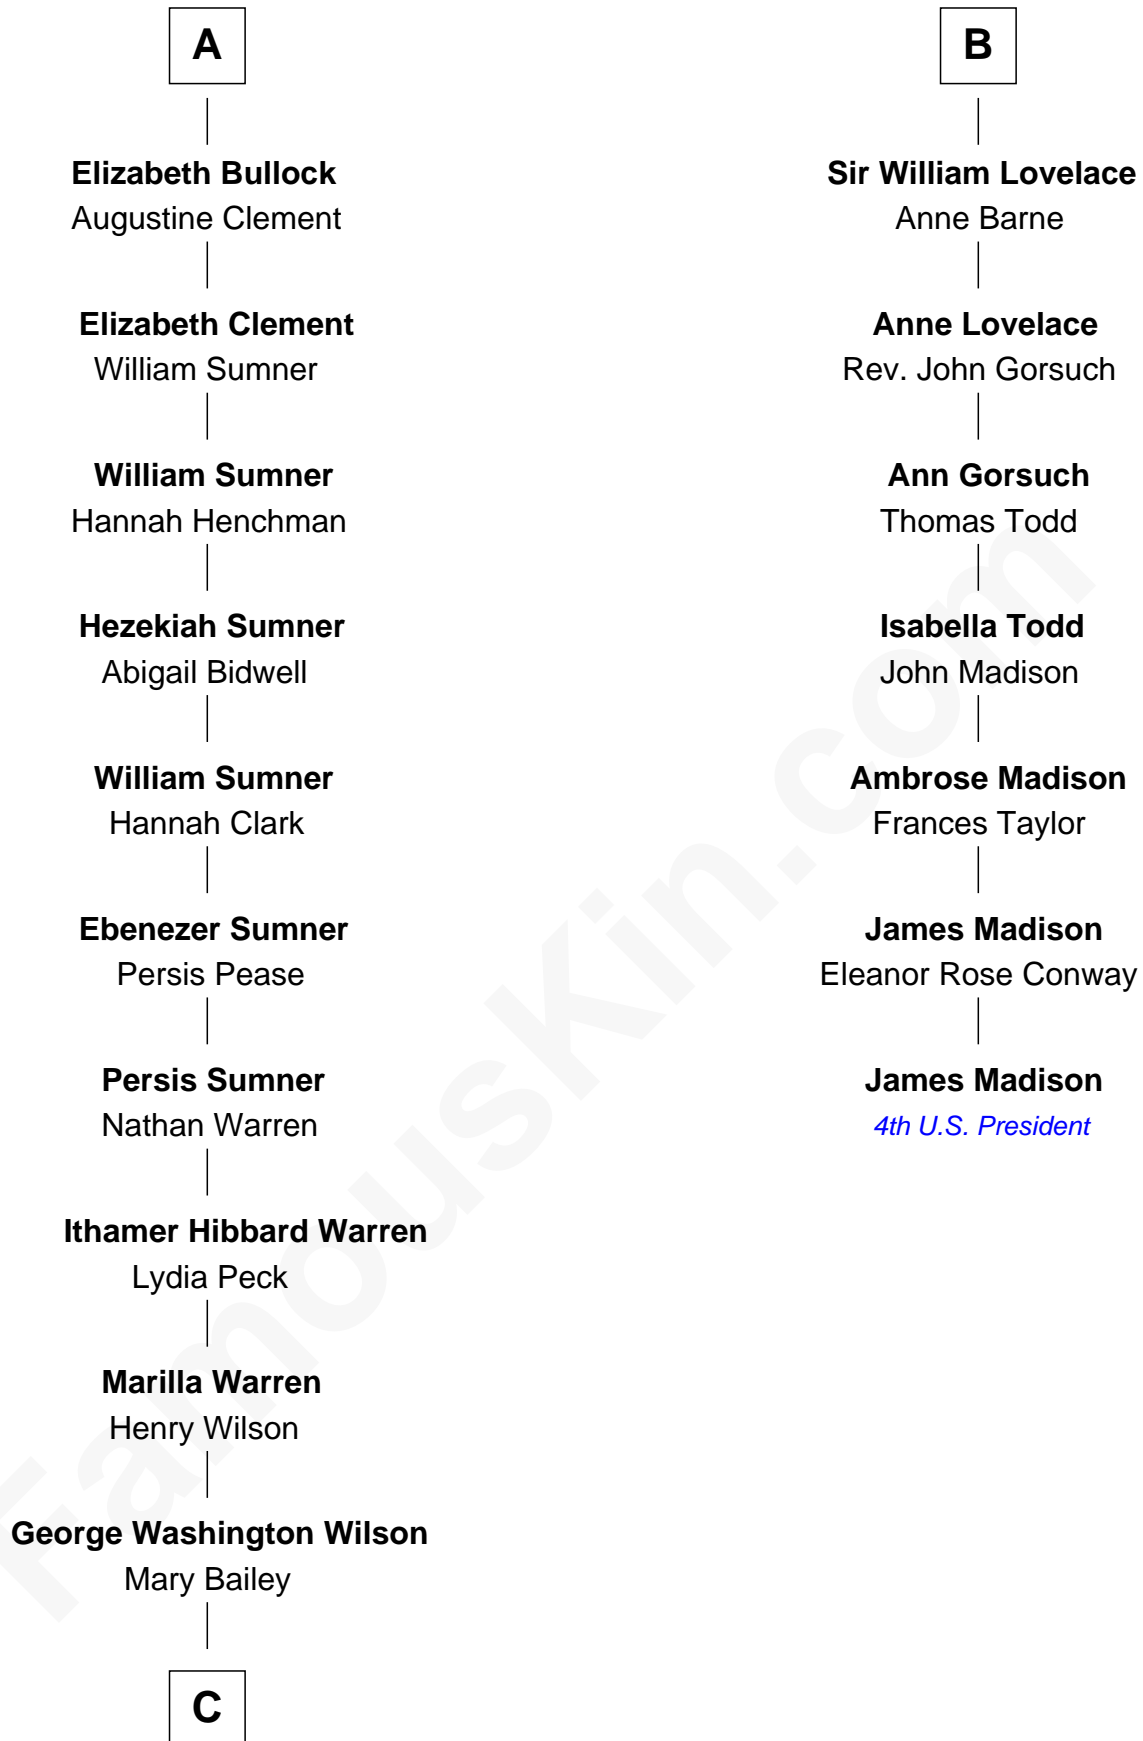 A
Elizabeth Bullock
Augustine Clement
Elizabeth Clement
William Sumner
William Sumner
Hannah Henchman
Hezekiah Sumner
Abigail Bidwell
William Sumner
Hannah Clark
Ebenezer Sumner
Persis Pease
Persis Sumner
Nathan Warren
Ithamer Hibbard Warren
Lydia Peck
Marilla Warren
Henry Wilson
George Washington Wilson
Mary Bailey
C
B
Sir William Lovelace
Anne Barne
Anne Lovelace
Rev. John Gorsuch
Ann Gorsuch
Thomas Todd
Isabella Todd
John Madison
Ambrose Madison
Frances Taylor
James Madison
Eleanor Rose Conway
James Madison
4th U.S. President
FamousKin.com